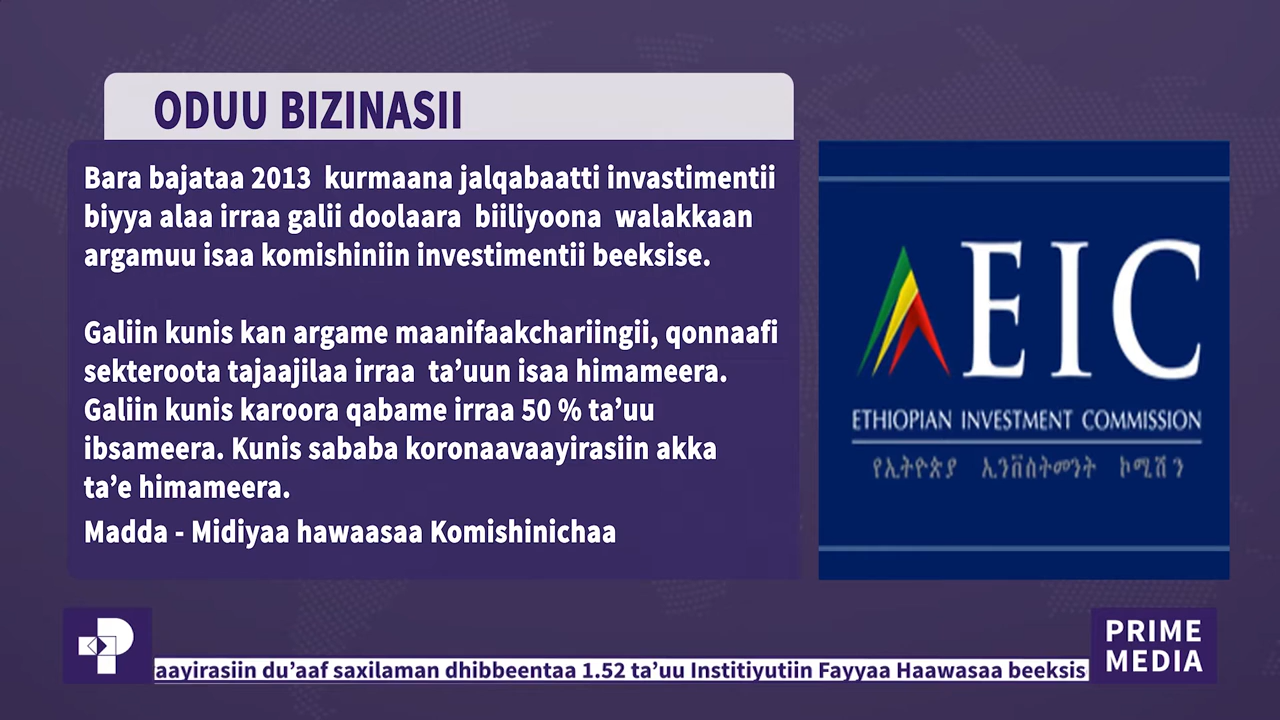 ODUU BIZINASII
Bara bajataa 2013 kurmaana jalqabaatti invastimentii
biyya alaa irraa galii doolaara biiliyoona walakkaan
argamuu isaa komishiniin investimentii beeksise.
Galiin kunis kan argame maanifaakchariingii, qonnaafi
sekteroota tajaajilaa irraa ta’uun isaa himameera.
Galiin kunis karoora qabame irraa 50 % ta’uu
ibsameera. Kunis sababa koronaavaayirasiin akka
ta’e himameera.
Madda - Midiyaa hawaasaa Komishinichaa
EIC
ETHIOPIAN INVESTMENT COMMISSION
የኢትዮጵያ ኢንቨስትመንት ኮሚሽን
aayirasiin du’aaf saxilaman dhibbeentaa 1.52 ta’uu Institiyutiin Fayyaa Haawasaa beeksis
PRIME
MEDIA